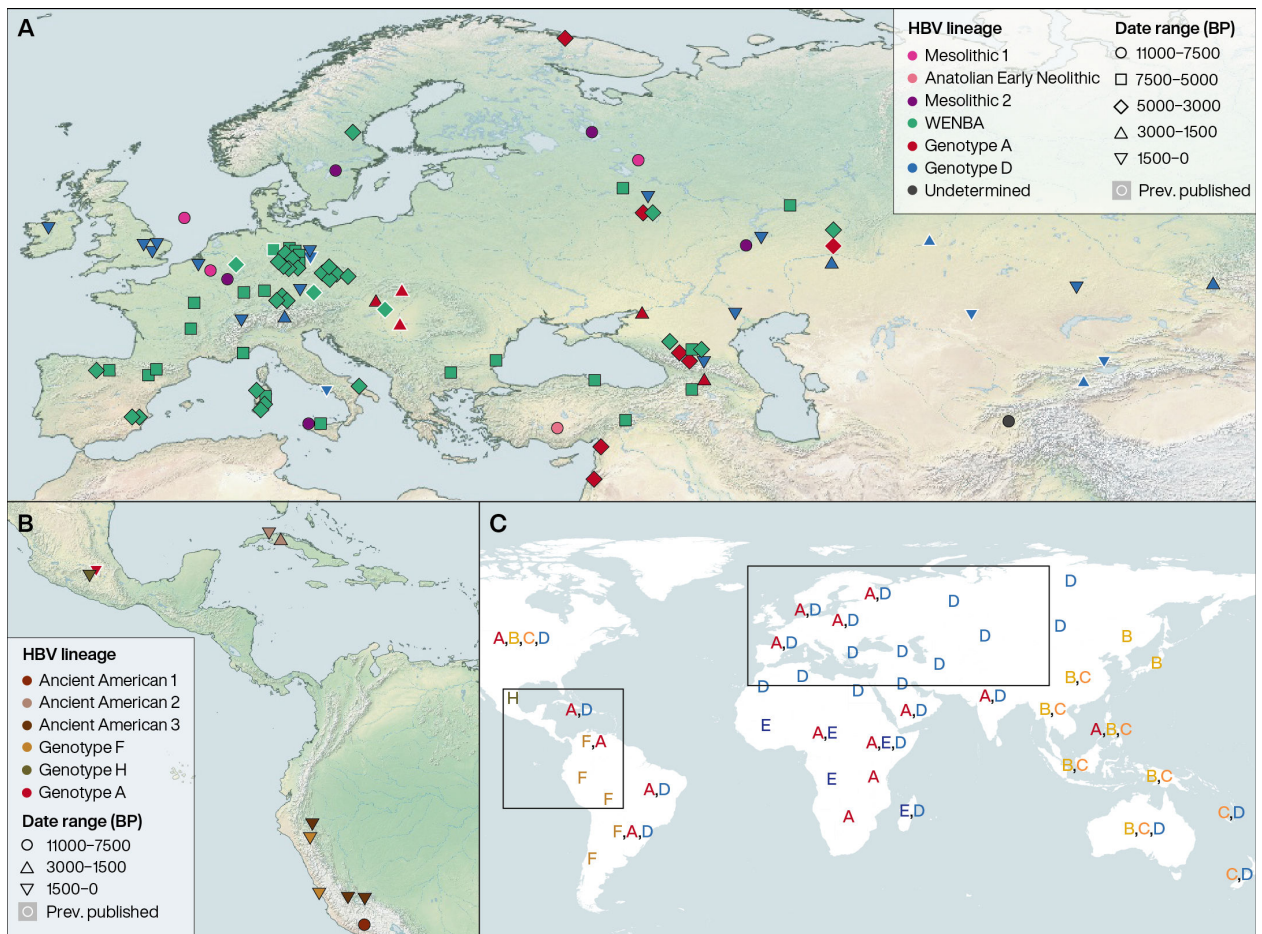 A
HBV lineage
Mesolithic 1
Anatolian Early Neolithic
Mesolithic 2
WENBA
Genotype A
Genotype D
Undetermined
Date range (BP)
11000–7500
7500–5000
5000–3000
3000–1500
1500–0
Prev. published
B
HBV lineage
Ancient American 1
Ancient American 2
Ancient American 3
Genotype F
Genotype H
Genotype A
Date range (BP)
11000–7500
3000–1500
1500–0
Prev. published
C
D
A,D
A,D
D
A,D
D
A,B,C,D
A,D
D
B
D
D
D
B
D
D
B,C
D
D
D
H
A,D
A,D
A,D
B,C
E
A,E
A,B,C
F,A
A,E,D
B,C
F
E
A
B,C
A,D
F
E,D
C,D
A
F,A,D
B,C,D
F
C,D